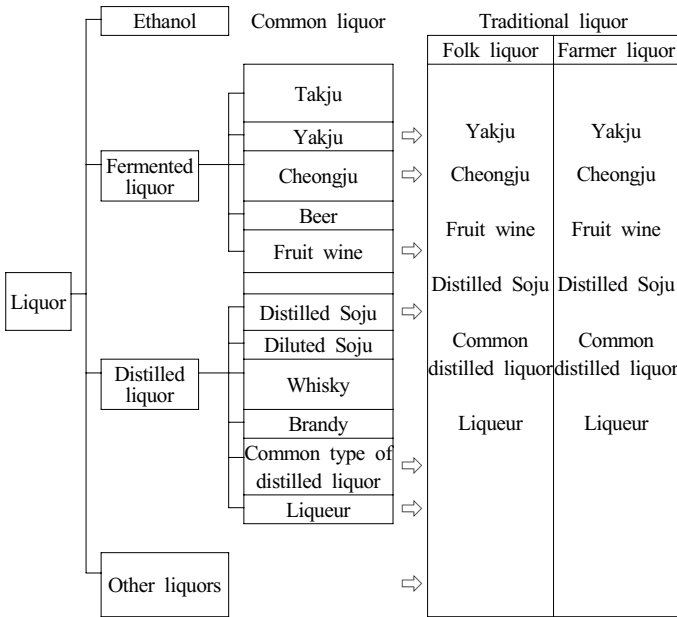 Ethanol
Common liquor
Traditional liquor
Folk liquor
Farmer liquor
Liquor
Fermented
liquor
Takju
Yakju
Cheongju
Beer
Fruit wine
Distilled
liquor
Distilled Soju
Diluted Soju
Whisky
Brandy
Common type of
distilled liquor
Liqueur
Other liquors
Yakju
Cheongju
Fruit wine
Distilled Soju
Common
distilled liquor
Liqueur
Yakju
Cheongju
Fruit wine
Distilled Soju
Common
distilled liquor
Liqueur